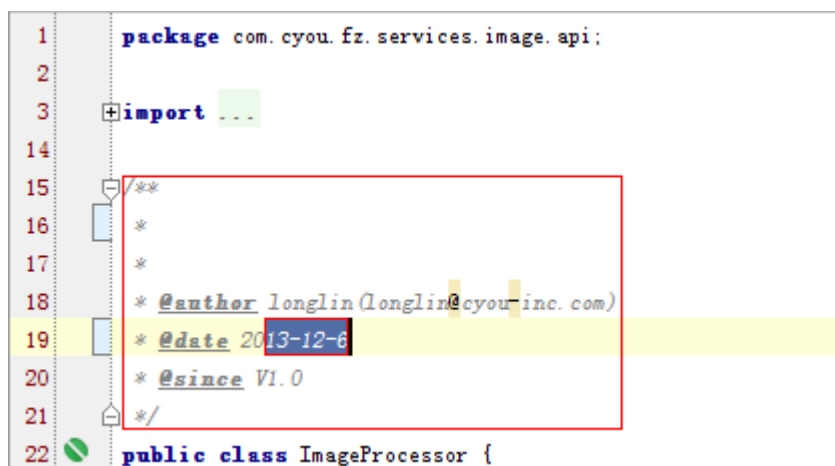 1 package com.cyou.fz.services.image.api;
2
3 import ...
14
15 /**
16 *
17 *
18 * @author longlin(longlin@cyou-inc.com)
19 * @date 2013-12-6
20 * @since V1.0
21 */
22 public class ImageProcessor {